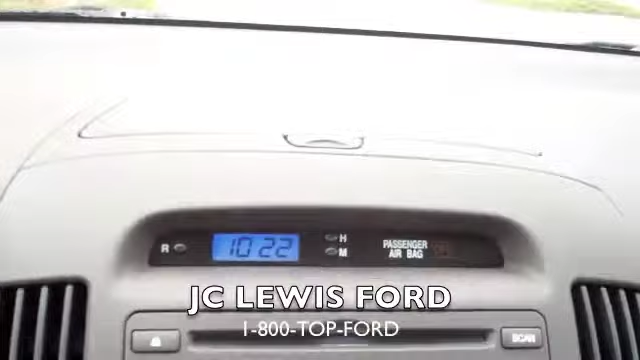 R
10:22
H
M
PASSENGER
AIR BAG
JC LEWIS FORD
1-800-TOP-FORD
SCAN